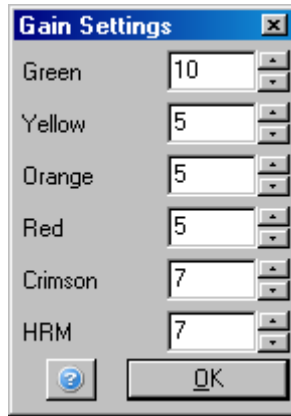 Gain Settings
Green 10
Yellow 5
Orange 5
Red 5
Crimson 7
HRM 7
? OK